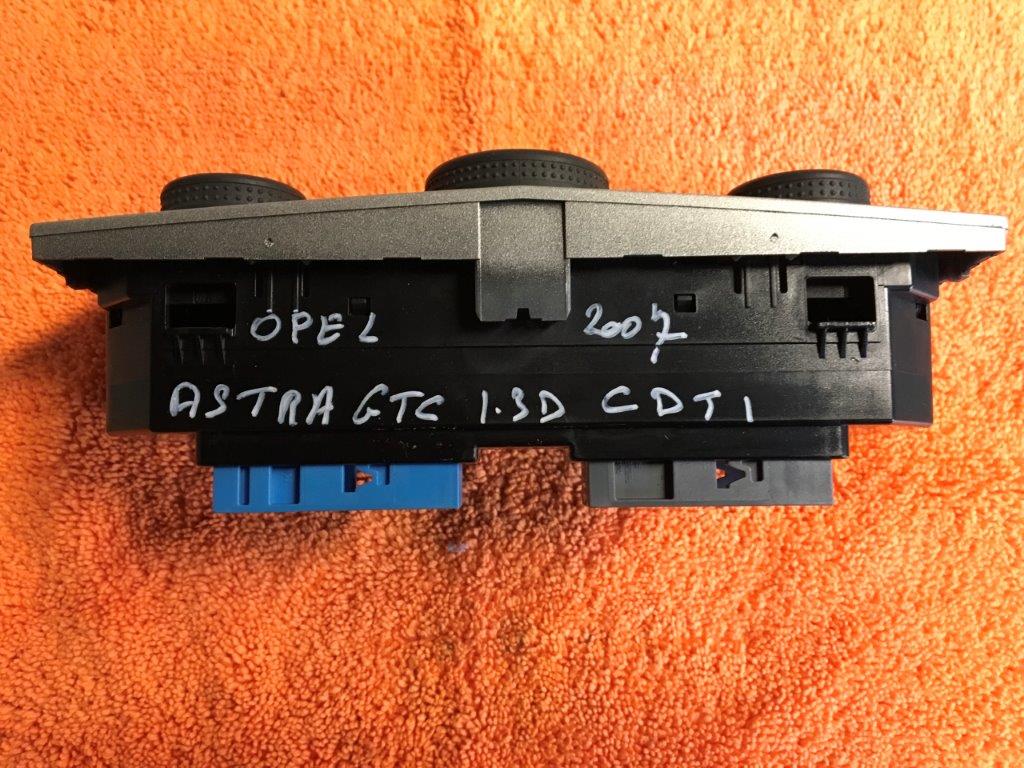 OPEL 2007
ASTRA GTC 1.3D CDTI